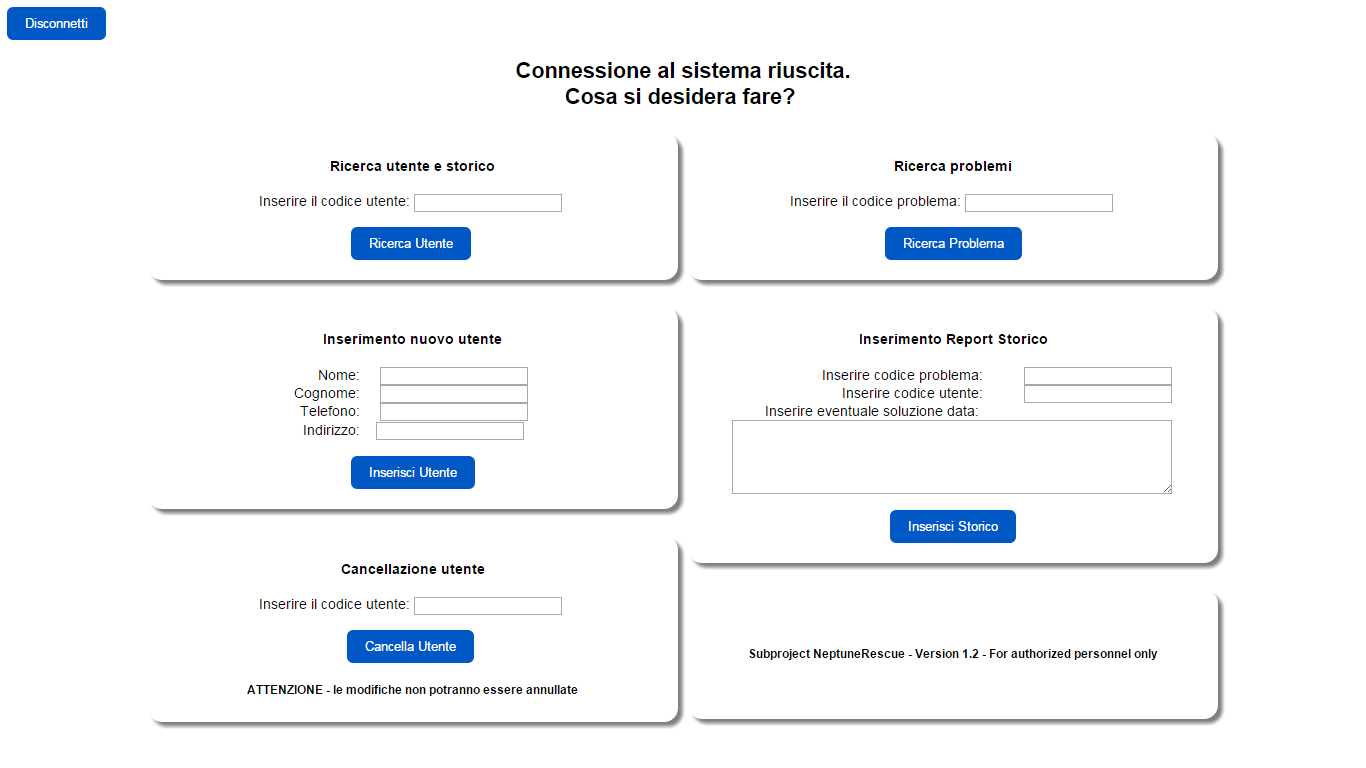 Disconnetti
Connessione al sistema riuscita.
Cosa si desidera fare?
Ricerca utente e storico
Inserire il codice utente:
Ricerca Utente
Ricerca problemi
Inserire il codice problema:
Ricerca Problema
Inserimento nuovo utente
Nome:
Cognome:
Telefono:
Indirizzo:
Inserisci Utente
Inserimento Report Storico
Inserire codice problema:
Inserire codice utente:
Inserire eventuale soluzione data:
Inserisci Storico
Cancellazione utente
Inserire il codice utente:
Cancella Utente
ATTENZIONE - le modifiche non potranno essere annullate
Subproject NeptuneRescue - Version 1.2 - For authorized personnel only